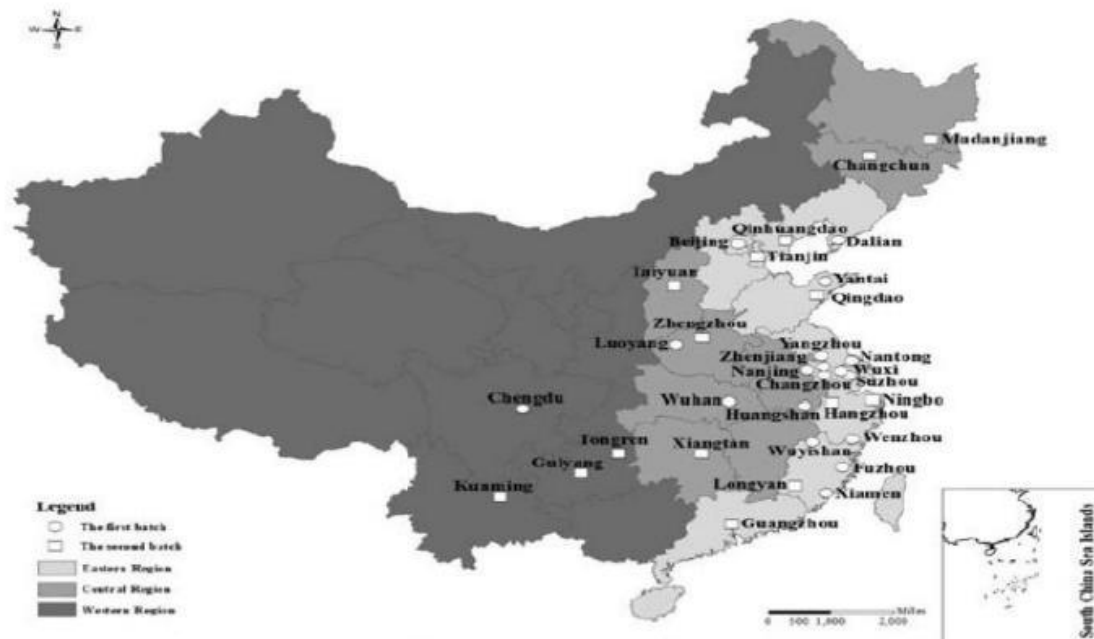 N
W E
S
Mudanjiang
Changchun
Qinhuangdao
Beijing
Dalian
Tianjin
Taiyuan
Yantai
Qingdao
Zhengzhou
Luoyang
Yangzhou
Zhenjiang
Nantong
Nanjing
Wuxi
Changzhou
Suzhou
Chengdu
Wuhan
Ningbo
Huangshan
Hangzhou
Tongren
Xiangtan
Wenzhou
Wuyishan
Guiyang
Fuzhou
Kunming
Longyan
Xiamen
Guangzhou
Legend
The first batch
The second batch
Eastern Region
Central Region
Western Region
Miles
0 500 1,000 2,000
South China Sea Islands